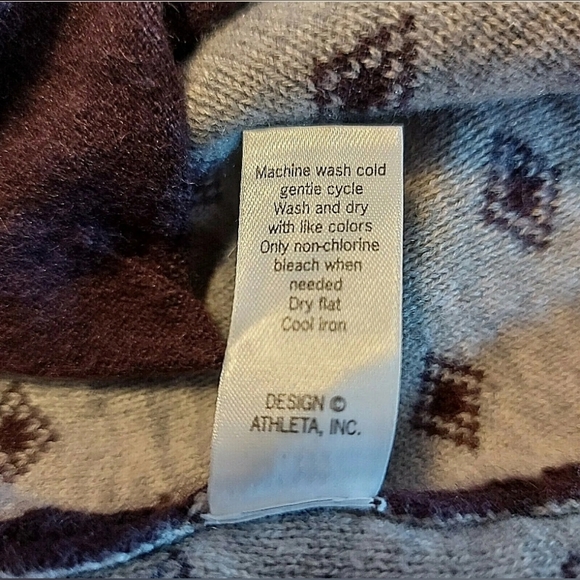 Machine wash cold
gentle cycle
Wash and dry
with like colors
Only non-chlorine
bleach when
needed
Dry flat
Cool iron
DESIGN ©
ATHLETA, INC.